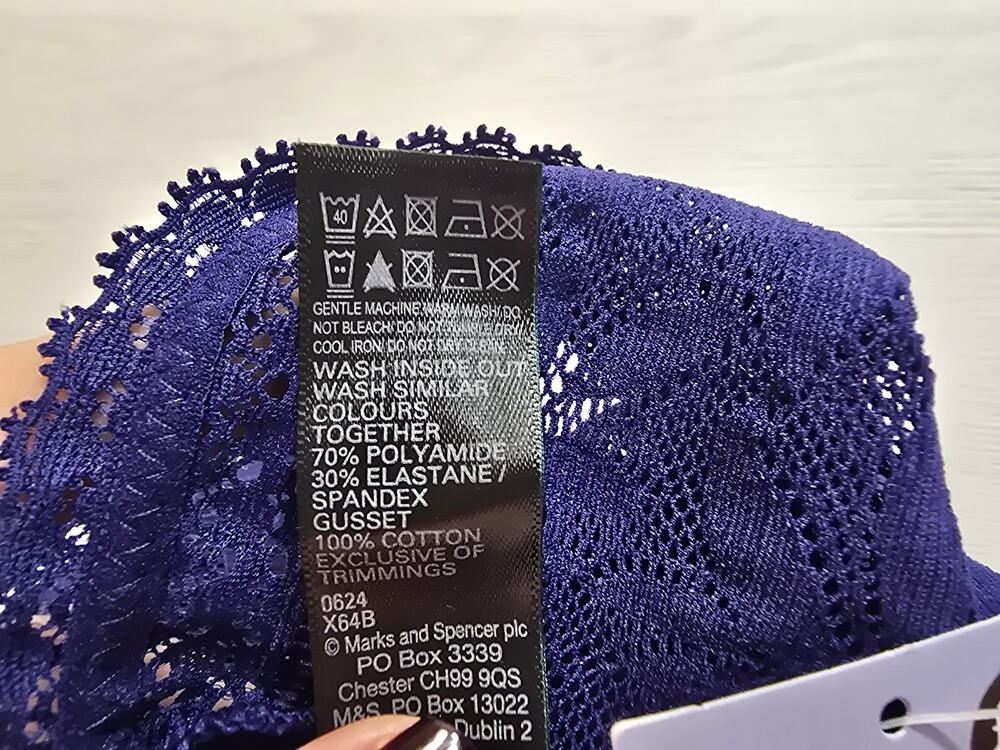 40
GENTLE MACHINE WARM WASH/ DO
NOT BLEACH/ DO NOT TUMBLE DRY/
COOL IRON/ DO NOT DRY CLEAN
WASH INSIDE OUT
WASH SIMILAR
COLOURS
TOGETHER
70% POLYAMIDE
30% ELASTANE /
SPANDEX
GUSSET
100% COTTON
EXCLUSIVE OF
TRIMMINGS
0624
X64B
© Marks and Spencer plc
PO Box 3339
Chester CH99 9QS
M&S, PO Box 13022
Dublin 2